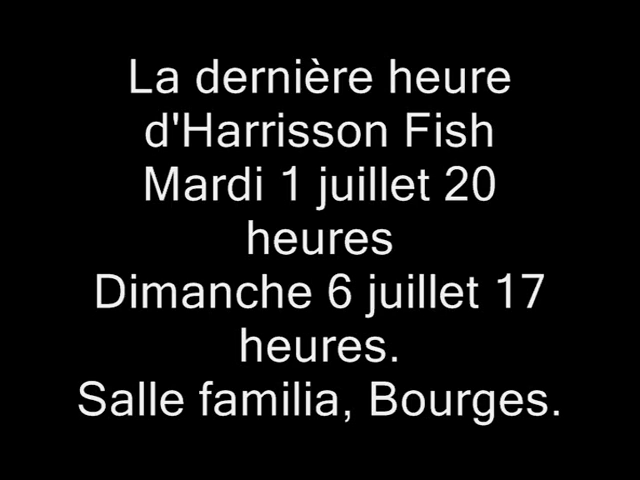 La dernière heure
d'Harrisson Fish
Mardi 1 juillet 20
heures
Dimanche 6 juillet 17
heures.
Salle familia, Bourges.